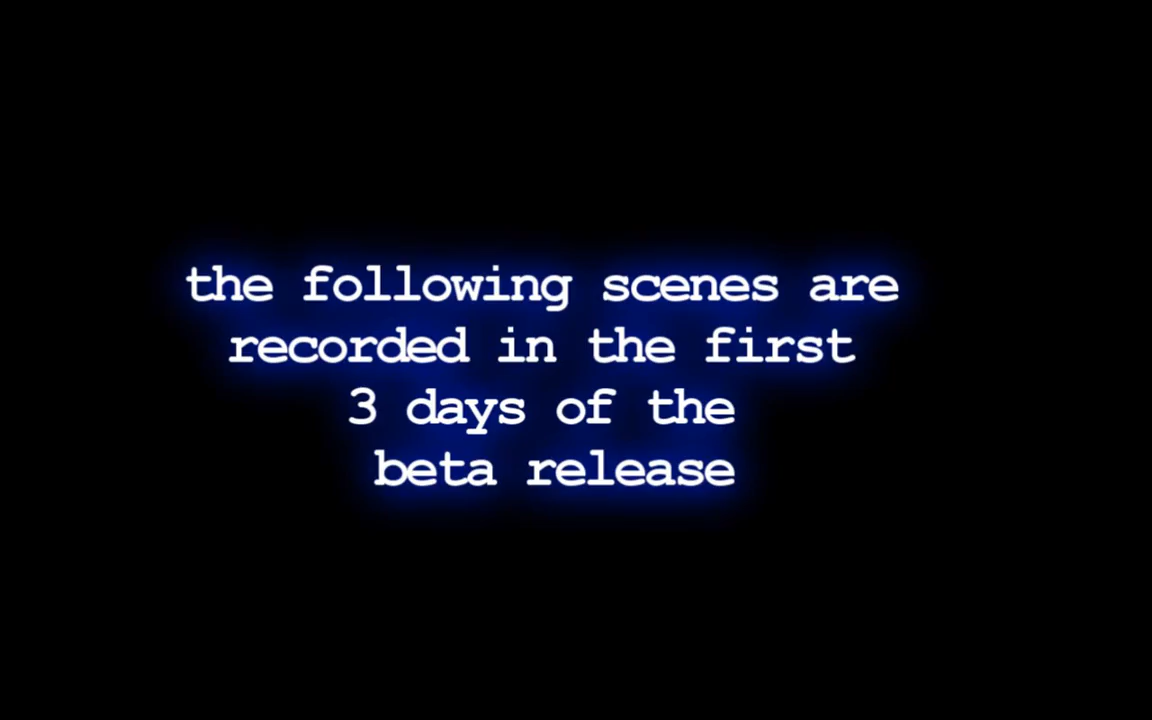 the following scenes are
recorded in the first
3 days of the
beta release